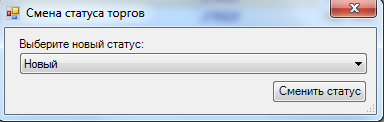 Смена статуса торгов
Выберите новый статус:
Новый
Сменить статус